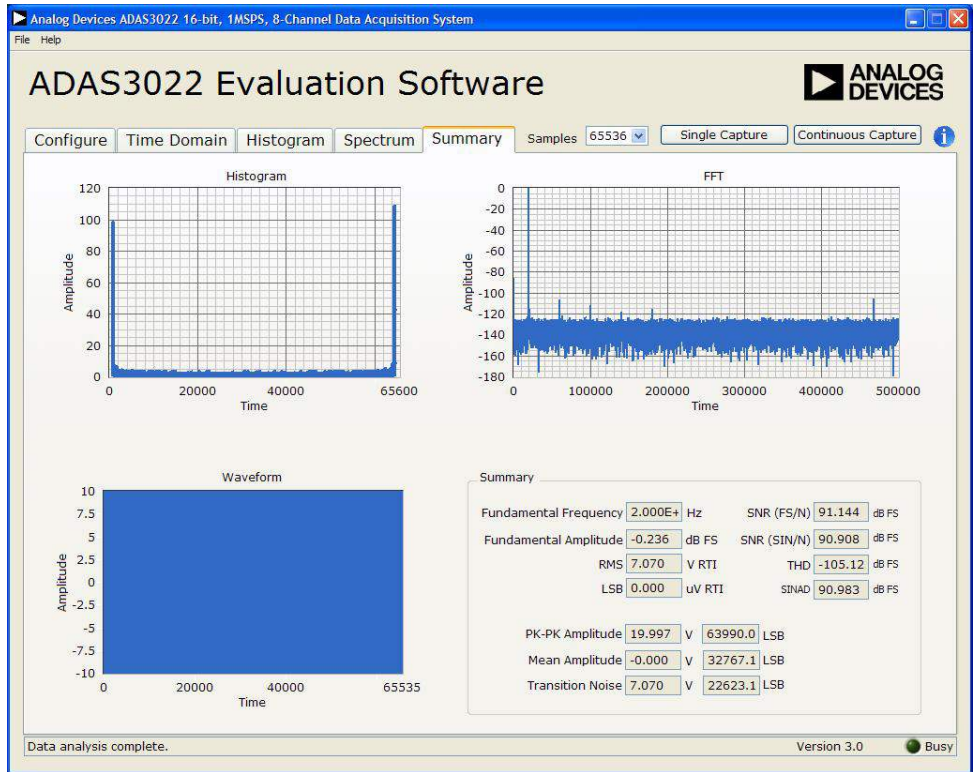 Analog Devices ADAS3022 16-bit, 1MSPS, 8-Channel Data Acquisition System
File Help
ADAS3022 Evaluation Software
ANALOG
DEVICES
Configure Time Domain Histogram Spectrum Summary Samples 65536 Single Capture Continuous Capture i
Histogram
120
100
80
60
40
20
0
Amplitude
0 20000 40000 65600
Time
FFT
0
-20
-40
-60
-80
-100
-120
-140
-160
-180
Amplitude
0 100000 200000 300000 400000 500000
Time
Waveform
10
7.5
5
2.5
0
-2.5
-5
-7.5
-10
Amplitude
0 20000 40000 65535
Time
Summary
Fundamental Frequency 2.000E+ Hz SNR (FS/N) 91.144 dB FS
Fundamental Amplitude -0.236 dB FS SNR (SIN/N) 90.908 dB FS
RMS 7.070 V RTI THD -105.12 dB FS
LSB 0.000 uV RTI SINAD 90.983 dB FS
PK-PK Amplitude 19.997 V 63990.0 LSB
Mean Amplitude -0.000 V 32767.1 LSB
Transition Noise 7.070 V 22623.1 LSB
Data analysis complete. Version 3.0 Busy